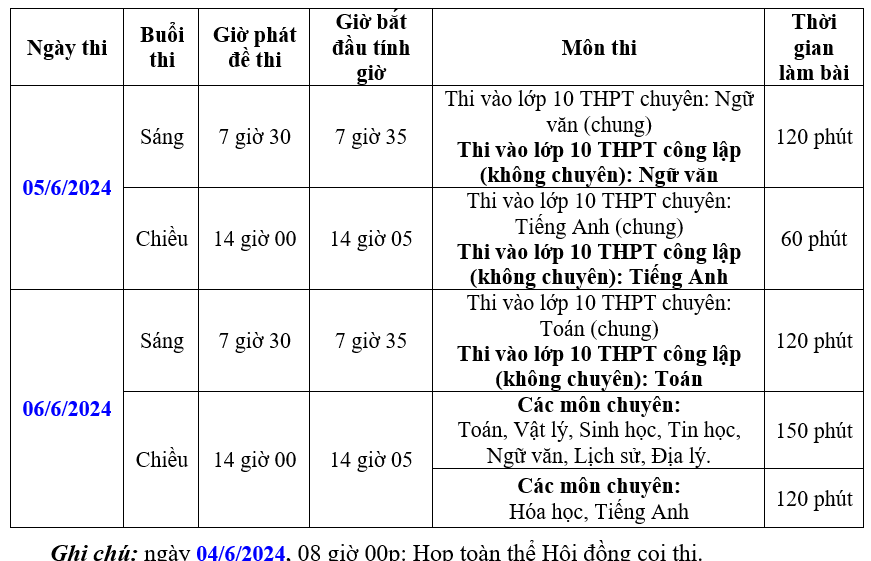 Ngày thi
Buổi
thi
Giờ phát
đề thi
Giờ bắt
đầu tính
giờ
Môn thi
Thời
gian
làm bài
05/6/2024
Sáng
7 giờ 30
7 giờ 35
Thi vào lớp 10 THPT chuyên: Ngữ
văn (chung)
Thi vào lớp 10 THPT công lập
(không chuyên): Ngữ văn
120 phút
Chiều
14 giờ 00
14 giờ 05
Thi vào lớp 10 THPT chuyên:
Tiếng Anh (chung)
Thi vào lớp 10 THPT công lập
(không chuyên): Tiếng Anh
60 phút
06/6/2024
Sáng
7 giờ 30
7 giờ 35
Thi vào lớp 10 THPT chuyên:
Toán (chung)
Thi vào lớp 10 THPT công lập
(không chuyên): Toán
120 phút
Chiều
14 giờ 00
14 giờ 05
Các môn chuyên:
Toán, Vật lý, Sinh học, Tin học,
Ngữ văn, Lịch sử, Địa lý.
150 phút
Các môn chuyên:
Hóa học, Tiếng Anh
120 phút
Ghi chú: ngày 04/6/2024, 08 giờ 00p: Họp toàn thể Hội đồng coi thi.